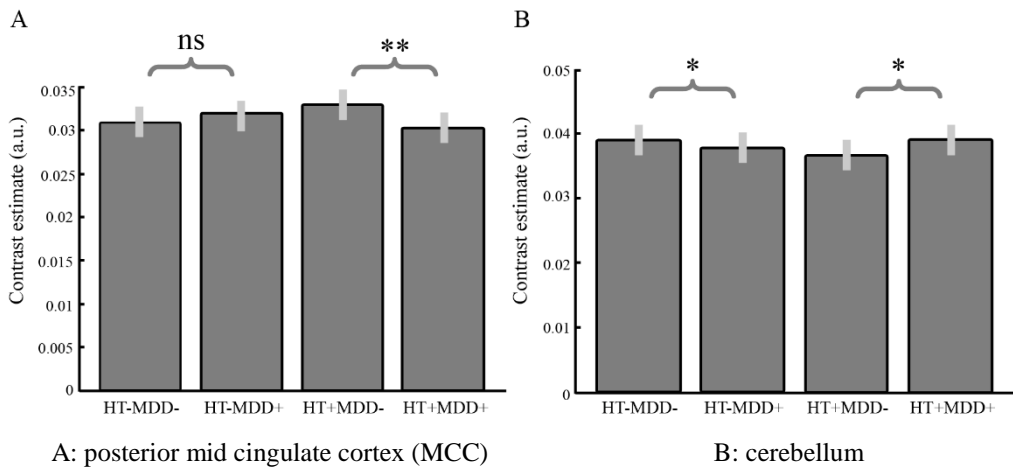 A
ns
**
0.035
0.03
0.025
0.02
0.015
0.01
0.005
0
Contrast estimate (a.u.)
HT-MDD- HT-MDD+ HT+MDD- HT+MDD+
A: posterior mid cingulate cortex (MCC)
B
*
*
0.05
0.04
0.03
0.02
0.01
0
Contrast estimate (a.u.)
HT-MDD- HT-MDD+ HT+MDD- HT+MDD+
B: cerebellum